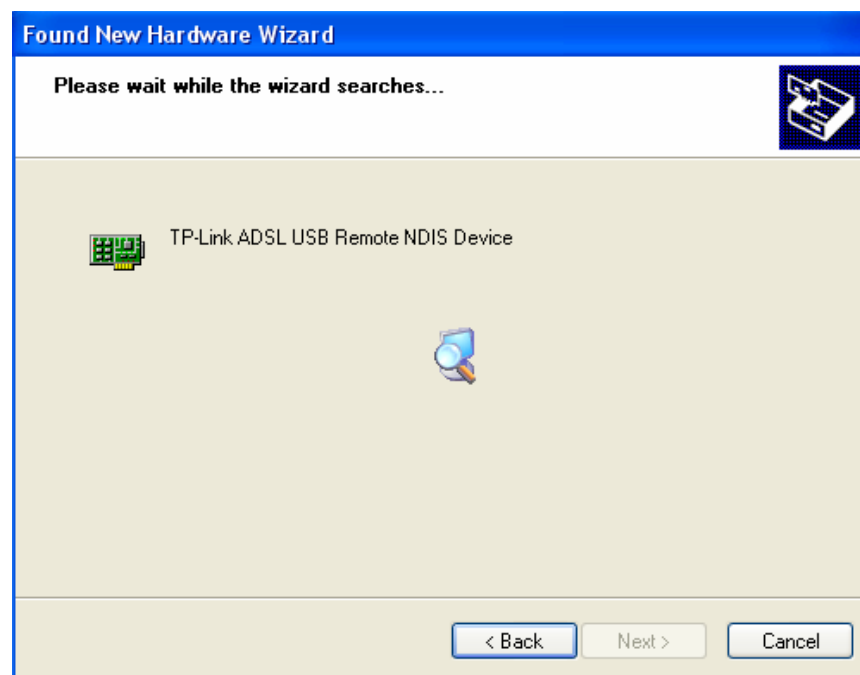 Found New Hardware Wizard
Please wait while the wizard searches...
TP-Link ADSL USB Remote NDIS Device
< Back
Next >
Cancel